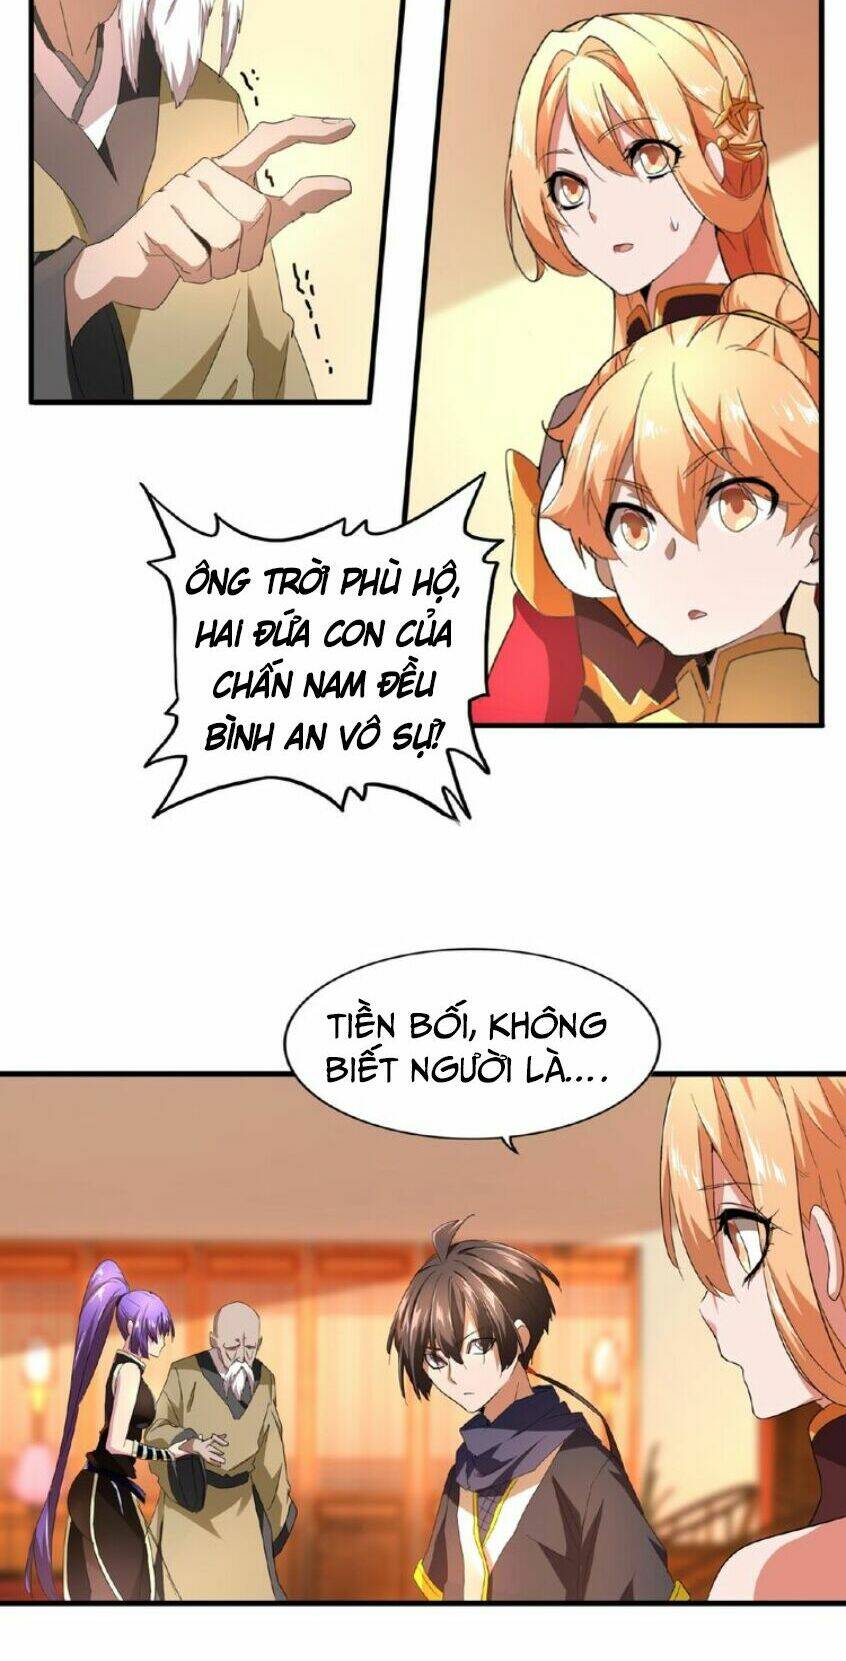 ÔNG TRỜI PHÙ HỘ,
HAI ĐỨA CON CỦA
CHẤN NAM ĐỀU
BÌNH AN VÔ SỰ?
TIỀN BỐI, KHÔNG
BIẾT NGƯỜI LÀ....